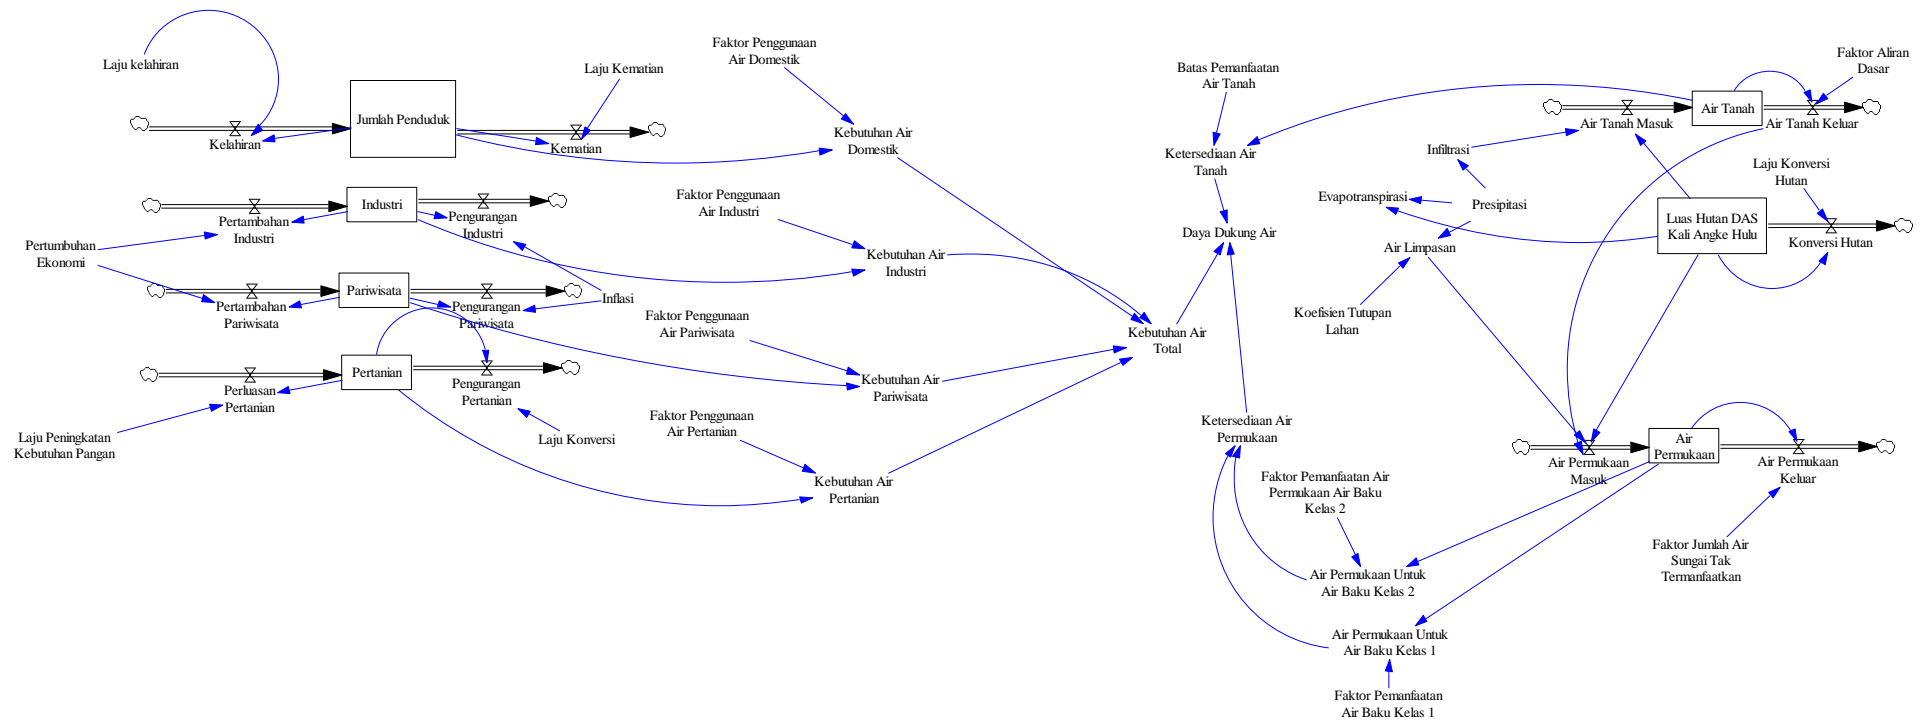 Laju kelahiran
Kelahiran
Jumlah Penduduk
Laju Kematian
Kematian
Faktor Penggunaan
Air Domestik
Kebutuhan Air
Domestik
Pertambahan
Industri
Industri
Pengurangan
Industri
Faktor Penggunaan
Air Industri
Kebutuhan Air
Industri
Pertumbuhan
Ekonomi
Pertambahan
Pariwisata
Pariwisata
Pengurangan
Pariwisata
Inflasi
Faktor Penggunaan
Air Pariwisata
Kebutuhan Air
Pariwisata
Perluasan
Pertanian
Pertanian
Pengurangan
Pertanian
Laju Konversi
Laju Peningkatan
Kebutuhan Pangan
Faktor Penggunaan
Air Pertanian
Kebutuhan Air
Pertanian
Kebutuhan Air
Total
Batas Pemanfaatan
Air Tanah
Ketersediaan Air
Tanah
Daya Dukung Air
Ketersediaan Air
Permukaan
Faktor Pemanfaatan Air
Permukaan Air Baku
Kelas 2
Air Permukaan Untuk
Air Baku Kelas 2
Air Permukaan Untuk
Air Baku Kelas 1
Faktor Pemanfaatan
Air Baku Kelas 1
Faktor Aliran
Dasar
Air Tanah
Air Tanah Masuk
Air Tanah Keluar
Infiltrasi
Evapotranspirasi
Presipitasi
Air Limpasan
Koefisien Tutupan
Lahan
Laju Konversi
Hutan
Luas Hutan DAS
Kali Angke Hulu
Konversi Hutan
Air Permukaan
Masuk
Air
Permukaan
Air Permukaan
Keluar
Faktor Jumlah Air
Sungai Tak
Termanfaatkan